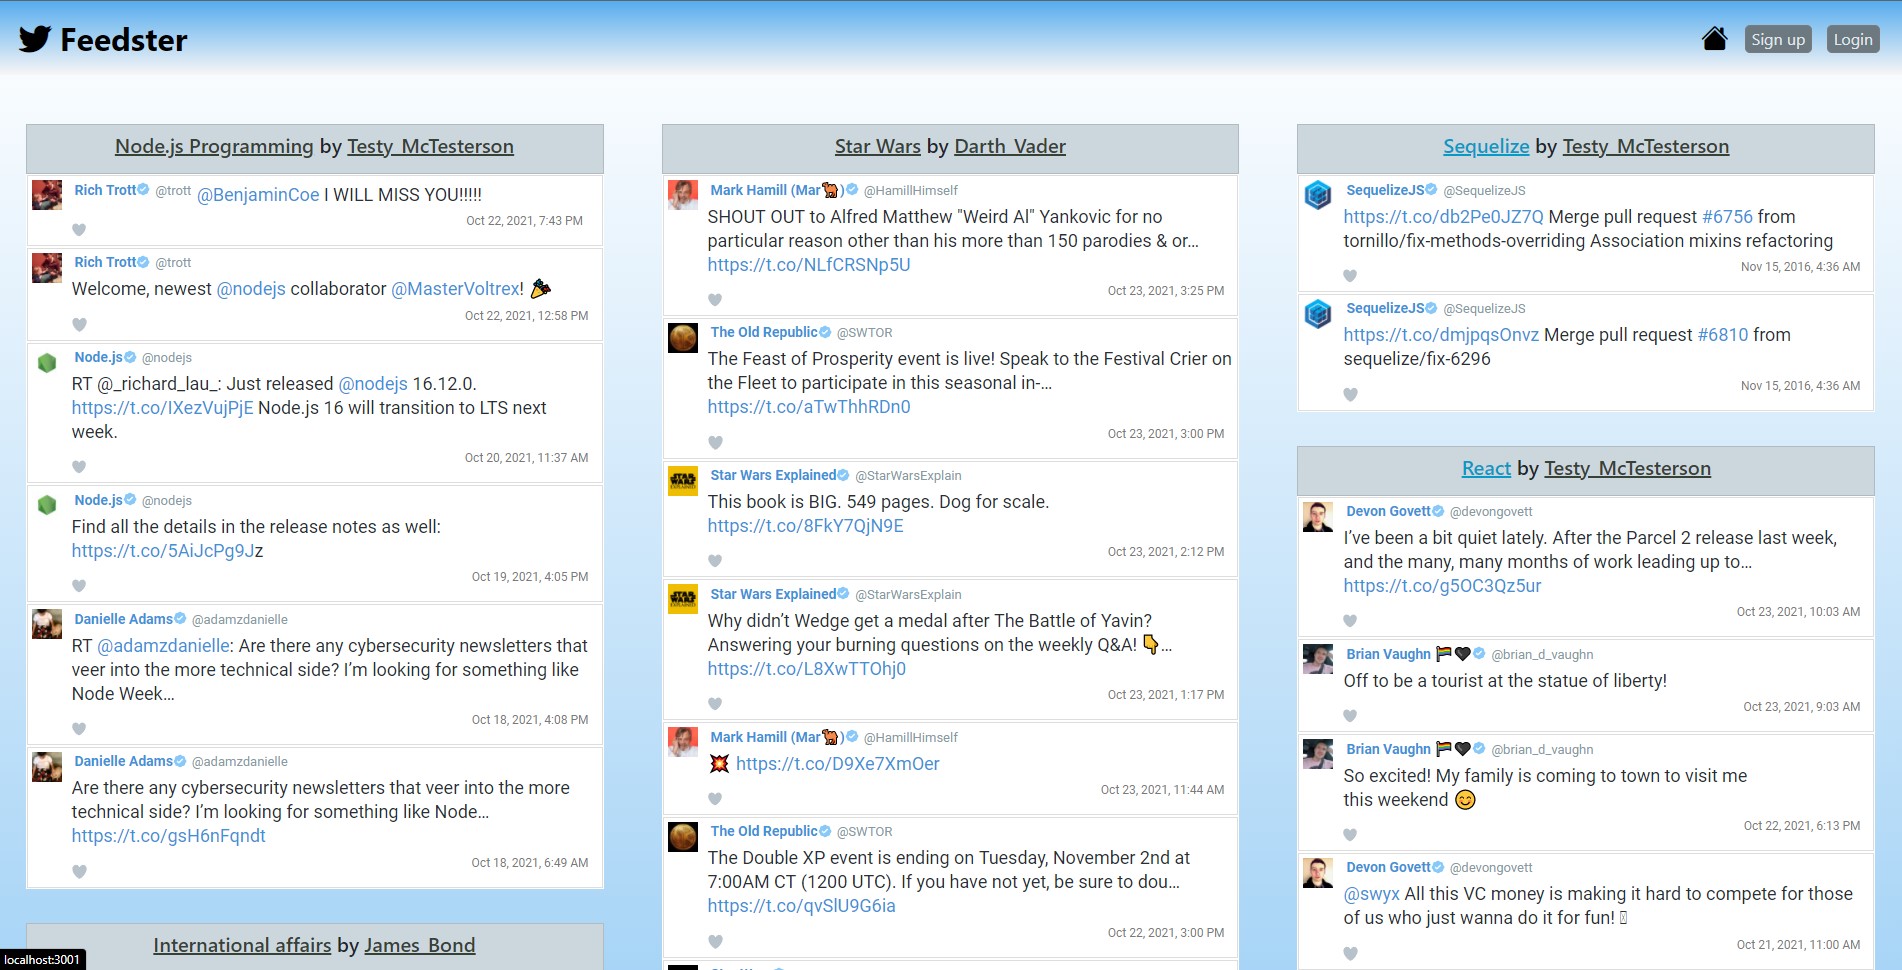 Feedster
Sign up
Login
Node.js Programming by Testy_McTesterson
Rich Trott @trott @BenjaminCoe I WILL MISS YOU!!!!!
Oct 22, 2021, 7:43 PM
Rich Trott @trott
Welcome, newest @nodejs collaborator @MasterVoltrex! 🎉
Oct 22, 2021, 12:58 PM
Node.js @nodejs
RT @_richard_lau_: Just released @nodejs 16.12.0.
https://t.co/IXezVujPjE Node.js 16 will transition to LTS next
week.
Oct 20, 2021, 11:37 AM
Node.js @nodejs
Find all the details in the release notes as well:
https://t.co/5AiJcPg9Jz
Oct 19, 2021, 4:05 PM
Danielle Adams @adamzdanielle
RT @adamzdanielle: Are there any cybersecurity newsletters that
veer into the more technical side? I’m looking for something like
Node Week…
Oct 18, 2021, 4:08 PM
Danielle Adams @adamzdanielle
Are there any cybersecurity newsletters that veer into the more
technical side? I’m looking for something like Node…
https://t.co/gsH6nFqndt
Oct 18, 2021, 6:49 AM
International affairs by James_Bond
localhost:3001
Star Wars by Darth_Vader
Mark Hamill (Mar🐪) @HamillHimself
SHOUT OUT to Alfred Matthew "Weird Al" Yankovic for no
particular reason other than his more than 150 parodies & or…
https://t.co/NLfCRSNp5U
Oct 23, 2021, 3:25 PM
The Old Republic @SWTOR
The Feast of Prosperity event is live! Speak to the Festival Crier on
the Fleet to participate in this seasonal in-…
https://t.co/aTwThhRDn0
Oct 23, 2021, 3:00 PM
Star Wars Explained @StarWarsExplain
This book is BIG. 549 pages. Dog for scale.
https://t.co/8FkY7QjN9E
Oct 23, 2021, 2:12 PM
Star Wars Explained @StarWarsExplain
Why didn’t Wedge get a medal after The Battle of Yavin?
Answering your burning questions on the weekly Q&A! 👇…
https://t.co/L8XwTTOhj0
Oct 23, 2021, 1:17 PM
Mark Hamill (Mar🐪) @HamillHimself
💥 https://t.co/D9Xe7XmOer
Oct 23, 2021, 11:44 AM
The Old Republic @SWTOR
The Double XP event is ending on Tuesday, November 2nd at
7:00AM CT (1200 UTC). If you have not yet, be sure to dou…
https://t.co/qvSlU9G6ia
Oct 22, 2021, 3:00 PM
Sequelize by Testy_McTesterson
SequelizeJS @SequelizeJS
https://t.co/db2Pe0JZ7Q Merge pull request #6756 from
tornillo/fix-methods-overriding Association mixins refactoring
Nov 15, 2016, 4:36 AM
SequelizeJS @SequelizeJS
https://t.co/dmjpqsOnvz Merge pull request #6810 from
sequelize/fix-6296
Nov 15, 2016, 4:36 AM
React by Testy_McTesterson
Devon Govett @devongovett
I’ve been a bit quiet lately. After the Parcel 2 release last week,
and the many, many months of work leading up to…
https://t.co/g5OC3Qz5ur
Oct 23, 2021, 10:03 AM
Brian Vaughn 🏳️‍🌈🖤 @brian_d_vaughn
Off to be a tourist at the statue of liberty!
Oct 23, 2021, 9:03 AM
Brian Vaughn 🏳️‍🌈🖤 @brian_d_vaughn
So excited! My family is coming to town to visit me
this weekend 😊
Oct 22, 2021, 6:13 PM
Devon Govett @devongovett
@swyx All this VC money is making it hard to compete for those
of us who just wanna do it for fun!
Oct 21, 2021, 11:00 AM